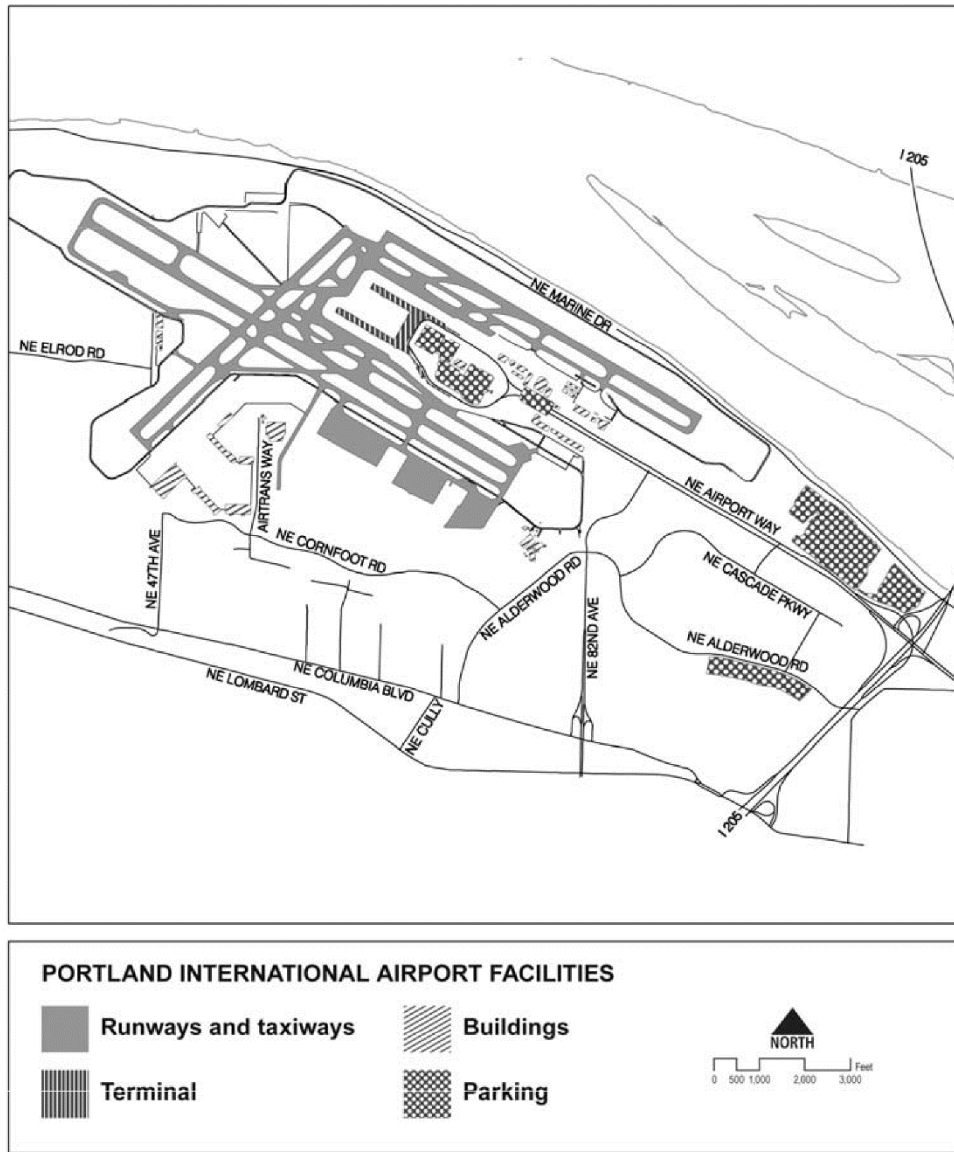 I 205
NE MARINE DR
NE ELROD RD
AIRTRANS WAY
NE AIRPORT WAY
NE CORNFOOT RD
NE CASCADE PKWY
NE 47TH AVE
NE ALDERWOOD RD
NE 82ND AVE
NE ALDERWOOD RD
NE COLUMBIA BLVD
NE LOMBARD ST
NE CULLY
I 205
PORTLAND INTERNATIONAL AIRPORT FACILITIES
Runways and taxiways
Buildings
NORTH
Feet
0 500 1,000 2,000 3,000
Terminal
Parking